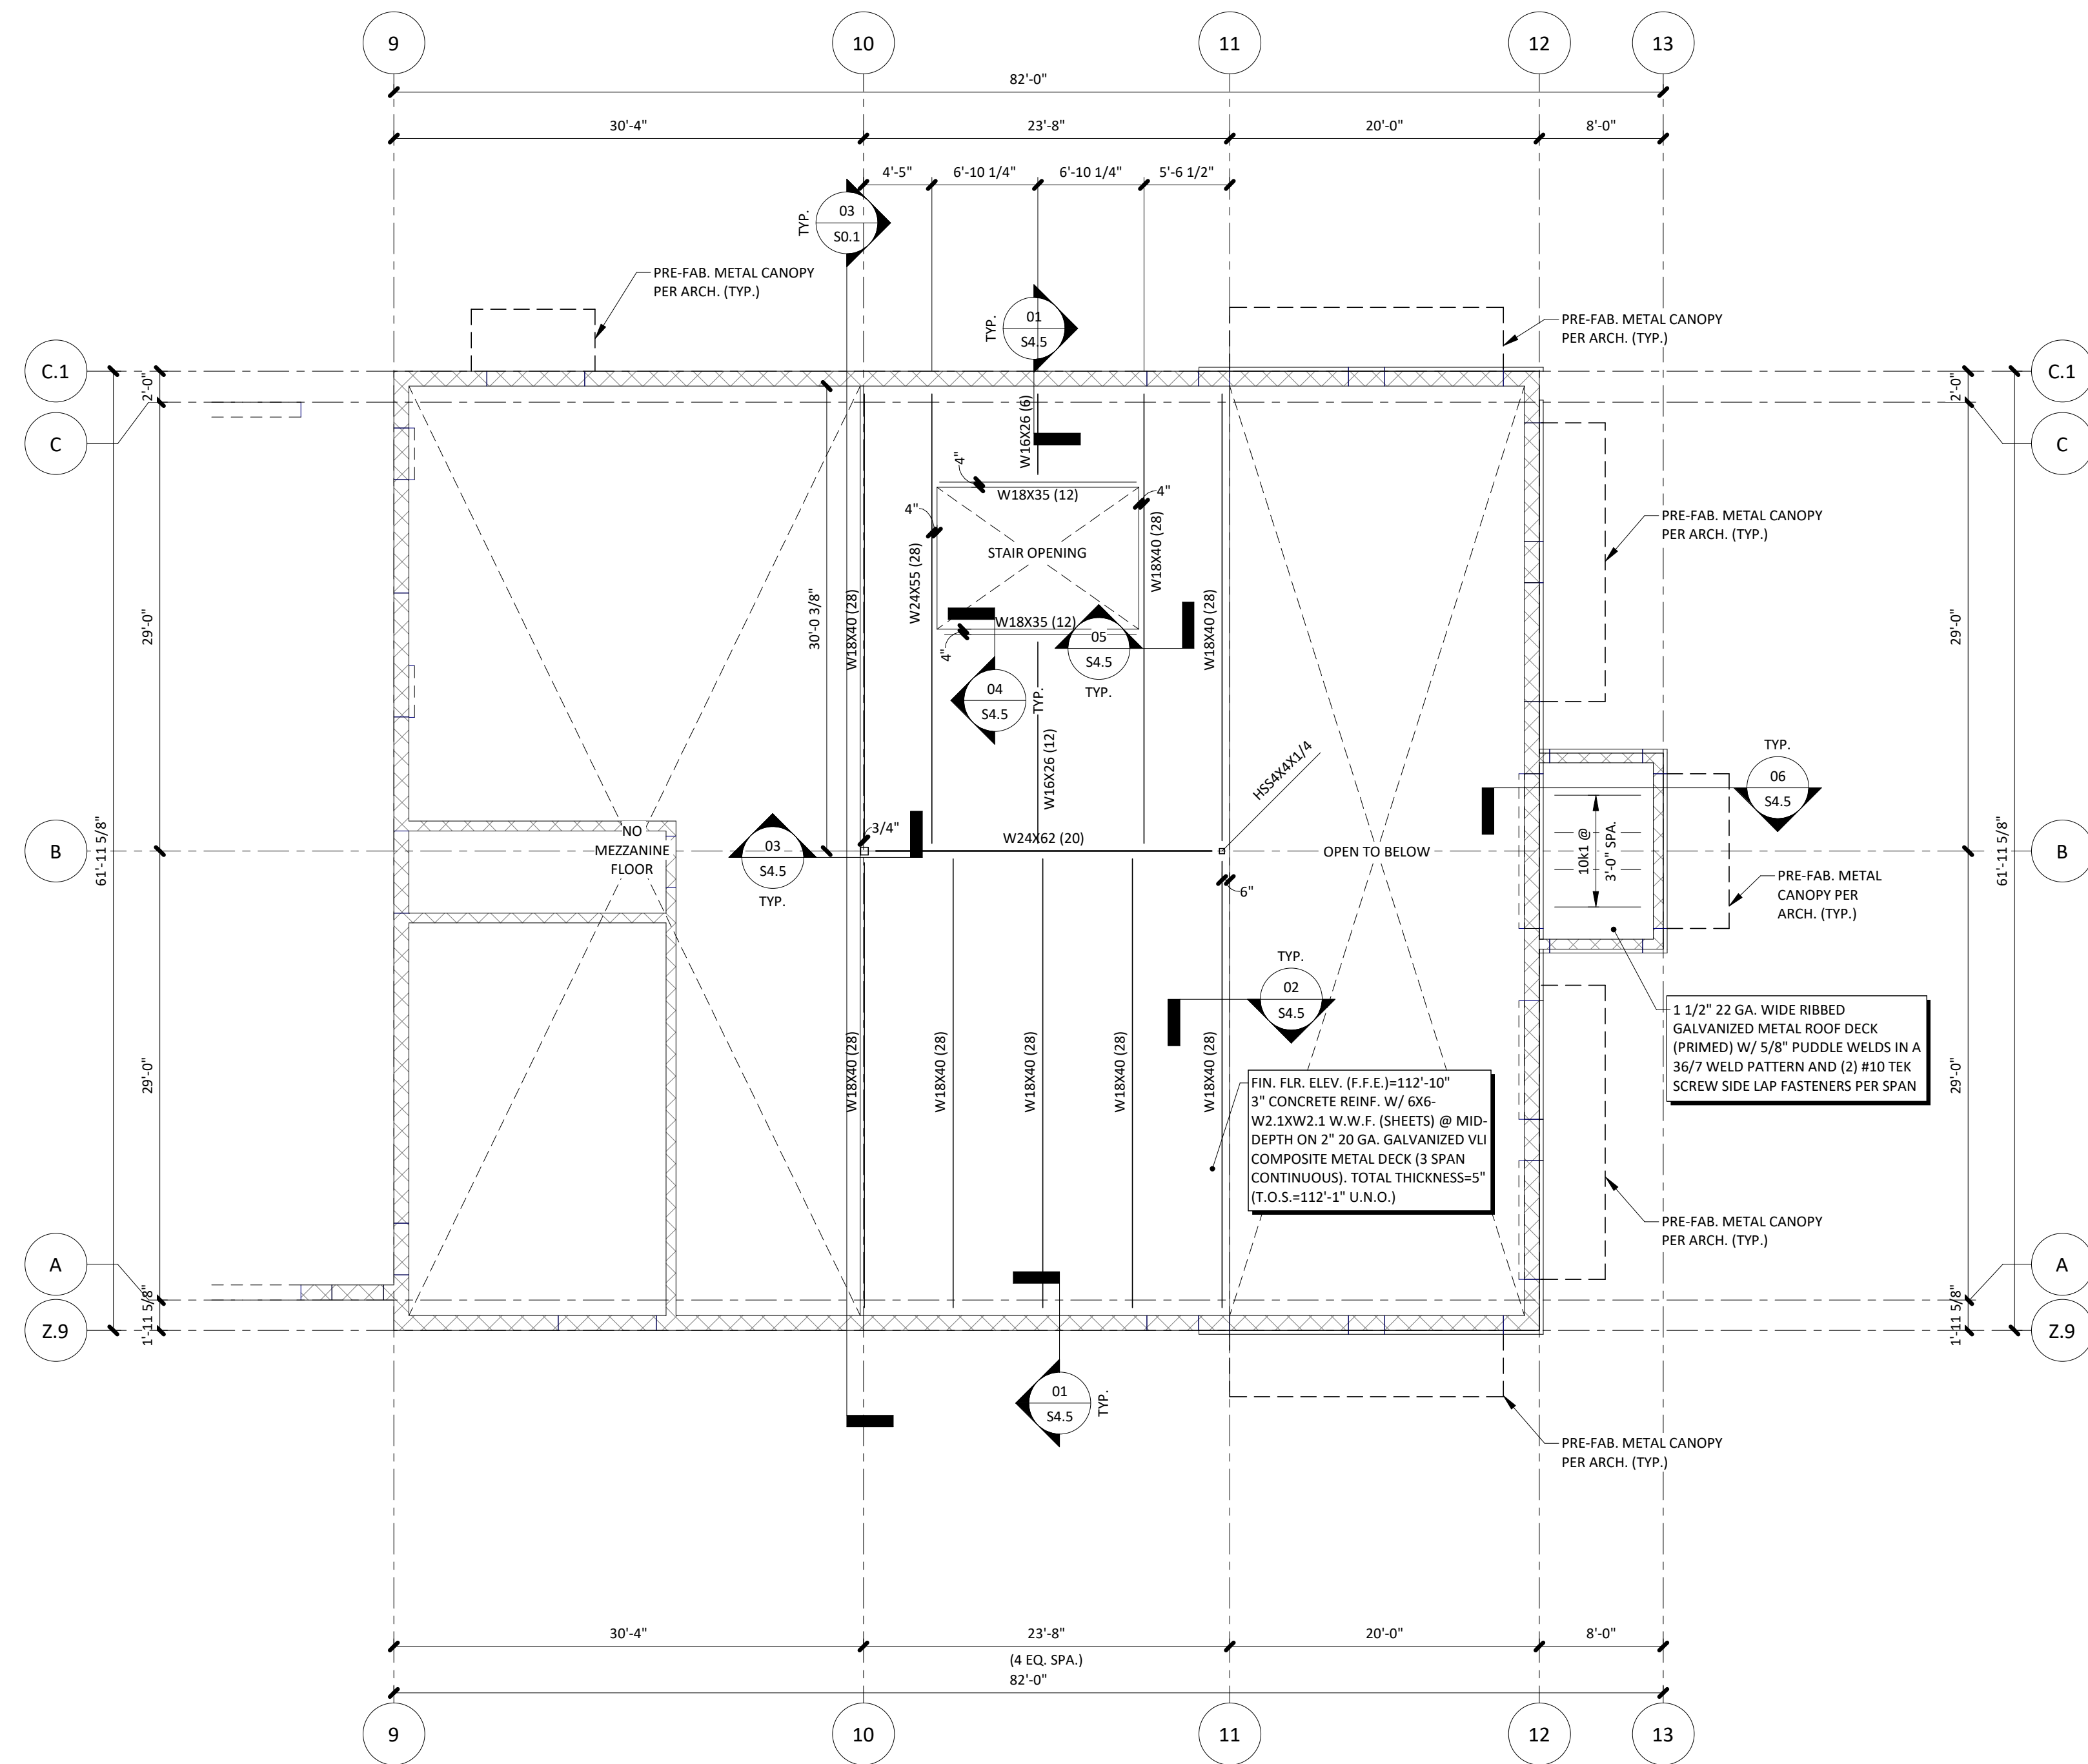 9
10
11
12
13
82'-0"
30'-4"
23'-8"
20'-0"
8'-0"
4'-5"
6'-10 1/4"
6'-10 1/4"
5'-6 1/2"
TYP.
03
S0.1
PRE-FAB. METAL CANOPY
PER ARCH. (TYP.)
TYP.
01
S4.5
PRE-FAB. METAL CANOPY
PER ARCH. (TYP.)
C.1
2'-0"
C
C.1
2'-0"
C
W16X26 (6)
4"
W18X35 (12)
4"
4"
STAIR OPENING
W24X55 (28)
W18X40 (28)
PRE-FAB. METAL CANOPY
PER ARCH. (TYP.)
29'-0"
30'-0 3/8"
W18X40 (28)
W18X35 (12)
4"
05
S4.5
TYP.
W18X40 (28)
29'-0"
04
S4.5
TYP.
W16X26 (12)
HSS4X4X1/4
TYP.
06
S4.5
B
61'-11 5/8"
NO
MEZZANINE
FLOOR
03
S4.5
TYP.
3/4"
W24X62 (20)
6"
OPEN TO BELOW
10k1 @
3'-0" SPA.
PRE-FAB. METAL
CANOPY PER
ARCH. (TYP.)
B
61'-11 5/8"
TYP.
02
S4.5
1 1/2" 22 GA. WIDE RIBBED
GALVANIZED METAL ROOF DECK
(PRIMED) W/ 5/8" PUDDLE WELDS IN A
36/7 WELD PATTERN AND (2) #10 TEK
SCREW SIDE LAP FASTENERS PER SPAN
29'-0"
W18X40 (28)
W18X40 (28)
W18X40 (28)
W18X40 (28)
W18X40 (28)
29'-0"
FIN. FLR. ELEV. (F.F.E.)=112'-10"
3" CONCRETE REINF. W/ 6X6-
W2.1XW2.1 W.W.F. (SHEETS) @ MID-
DEPTH ON 2" 20 GA. GALVANIZED VLI
COMPOSITE METAL DECK (3 SPAN
CONTINUOUS). TOTAL THICKNESS=5"
(T.O.S.=112'-1" U.N.O.)
PRE-FAB. METAL CANOPY
PER ARCH. (TYP.)
A
1'-11 5/8"
Z.9
A
1'-11 5/8"
Z.9
01
S4.5
TYP.
PRE-FAB. METAL CANOPY
PER ARCH. (TYP.)
30'-4"
23'-8"
20'-0"
8'-0"
(4 EQ. SPA.)
82'-0"
9
10
11
12
13